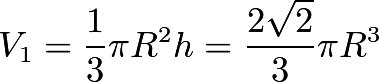 $V_1 = \frac{1}{3}\pi R^2 h = \frac{2\sqrt{2}}{3}\pi R^3$